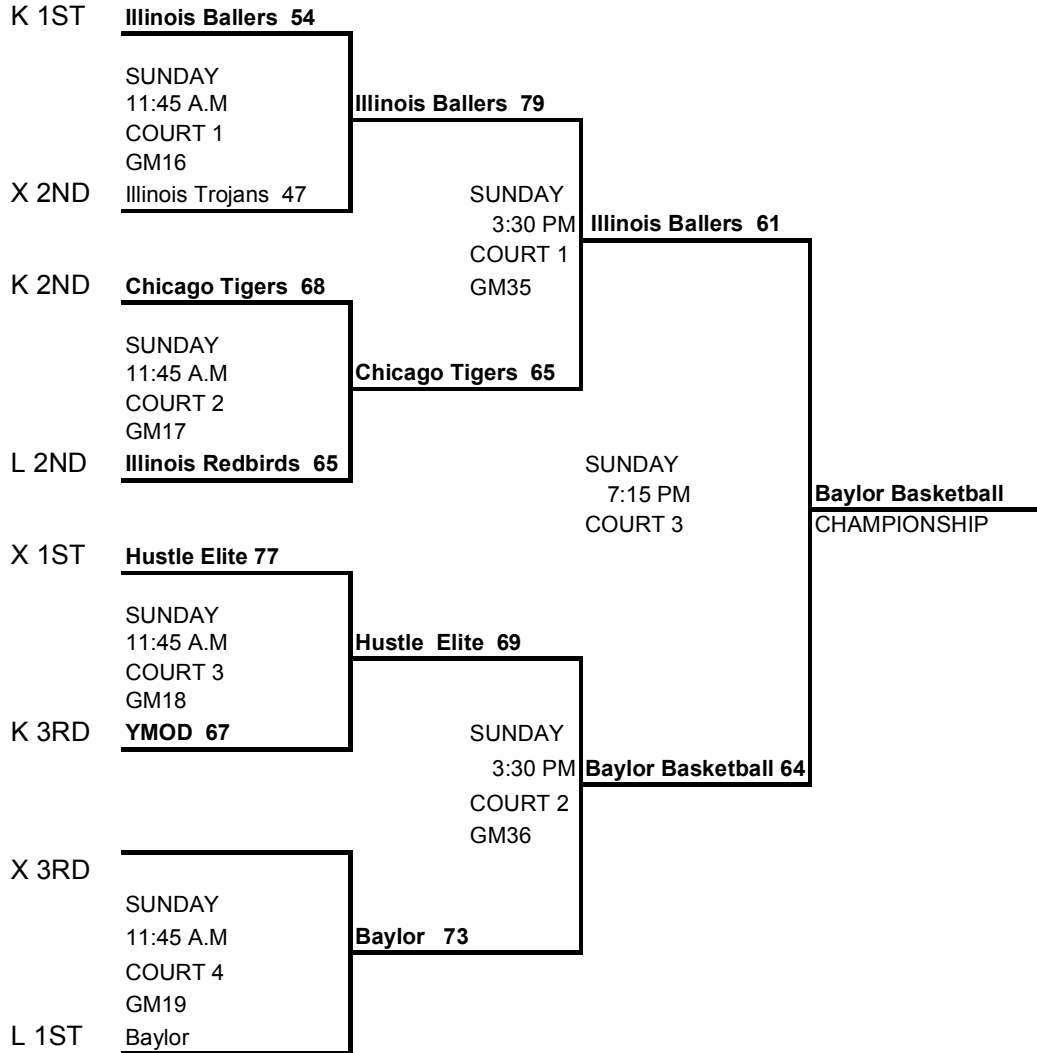 K 1ST Illinois Ballers 54
SUNDAY
11:45 A.M
COURT 1
GM16
X 2ND Illinois Trojans 47
Illinois Ballers 79
SUNDAY
3:30 PM
COURT 1
GM35
Illinois Ballers 61
K 2ND Chicago Tigers 68
SUNDAY
11:45 A.M
COURT 2
GM17
L 2ND Illinois Redbirds 65
Chicago Tigers 65
SUNDAY
7:15 PM
COURT 3
Baylor Basketball
CHAMPIONSHIP
X 1ST Hustle Elite 77
SUNDAY
11:45 A.M
COURT 3
GM18
K 3RD YMOD 67
Hustle Elite 69
SUNDAY
3:30 PM
COURT 2
GM36
Baylor Basketball 64
X 3RD
SUNDAY
11:45 A.M
COURT 4
GM19
L 1ST Baylor
Baylor 73